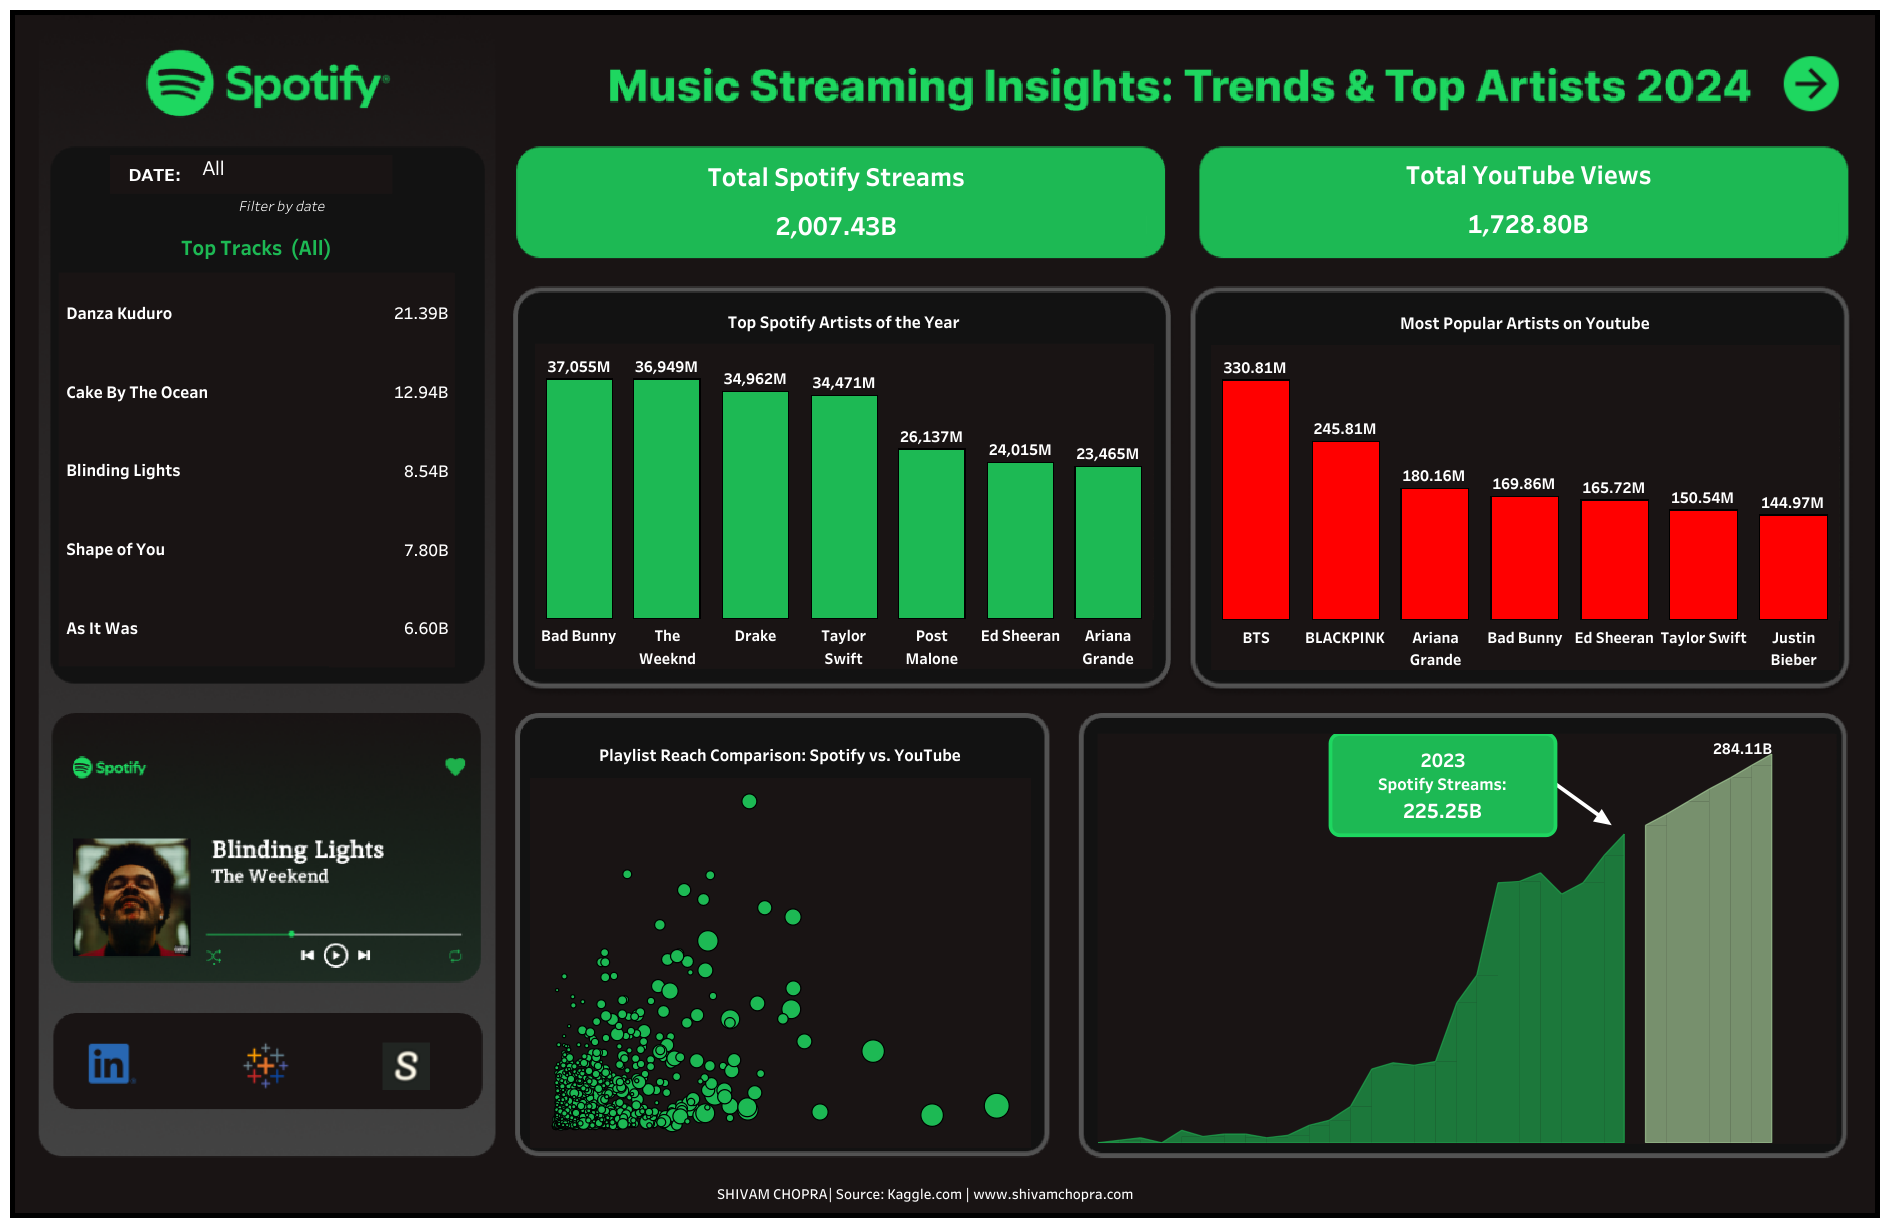 Spotify
Music Streaming Insights: Trends & Top Artists 2024
DATE: All
Filter by date
Top Tracks (All)
Danza Kuduro 21.39B
Cake By The Ocean 12.94B
Blinding Lights 8.54B
Shape of You 7.80B
As It Was 6.60B
Total Spotify Streams
2,007.43B
Total YouTube Views
1,728.80B
Top Spotify Artists of the Year
37,055M 36,949M 34,962M 34,471M 26,137M 24,015M 23,465M
Bad Bunny The Weeknd Drake Taylor Swift Post Malone Ed Sheeran Ariana Grande
Most Popular Artists on Youtube
330.81M 245.81M 180.16M 169.86M 165.72M 150.54M 144.97M
BTS BLACKPINK Ariana Grande Bad Bunny Ed Sheeran Taylor Swift Justin Bieber
Spotify
Blinding Lights
The Weekend
in
S
Playlist Reach Comparison: Spotify vs. YouTube
2023
Spotify Streams:
225.25B
284.11B
SHIVAM CHOPRA| Source: Kaggle.com | www.shivamchopra.com